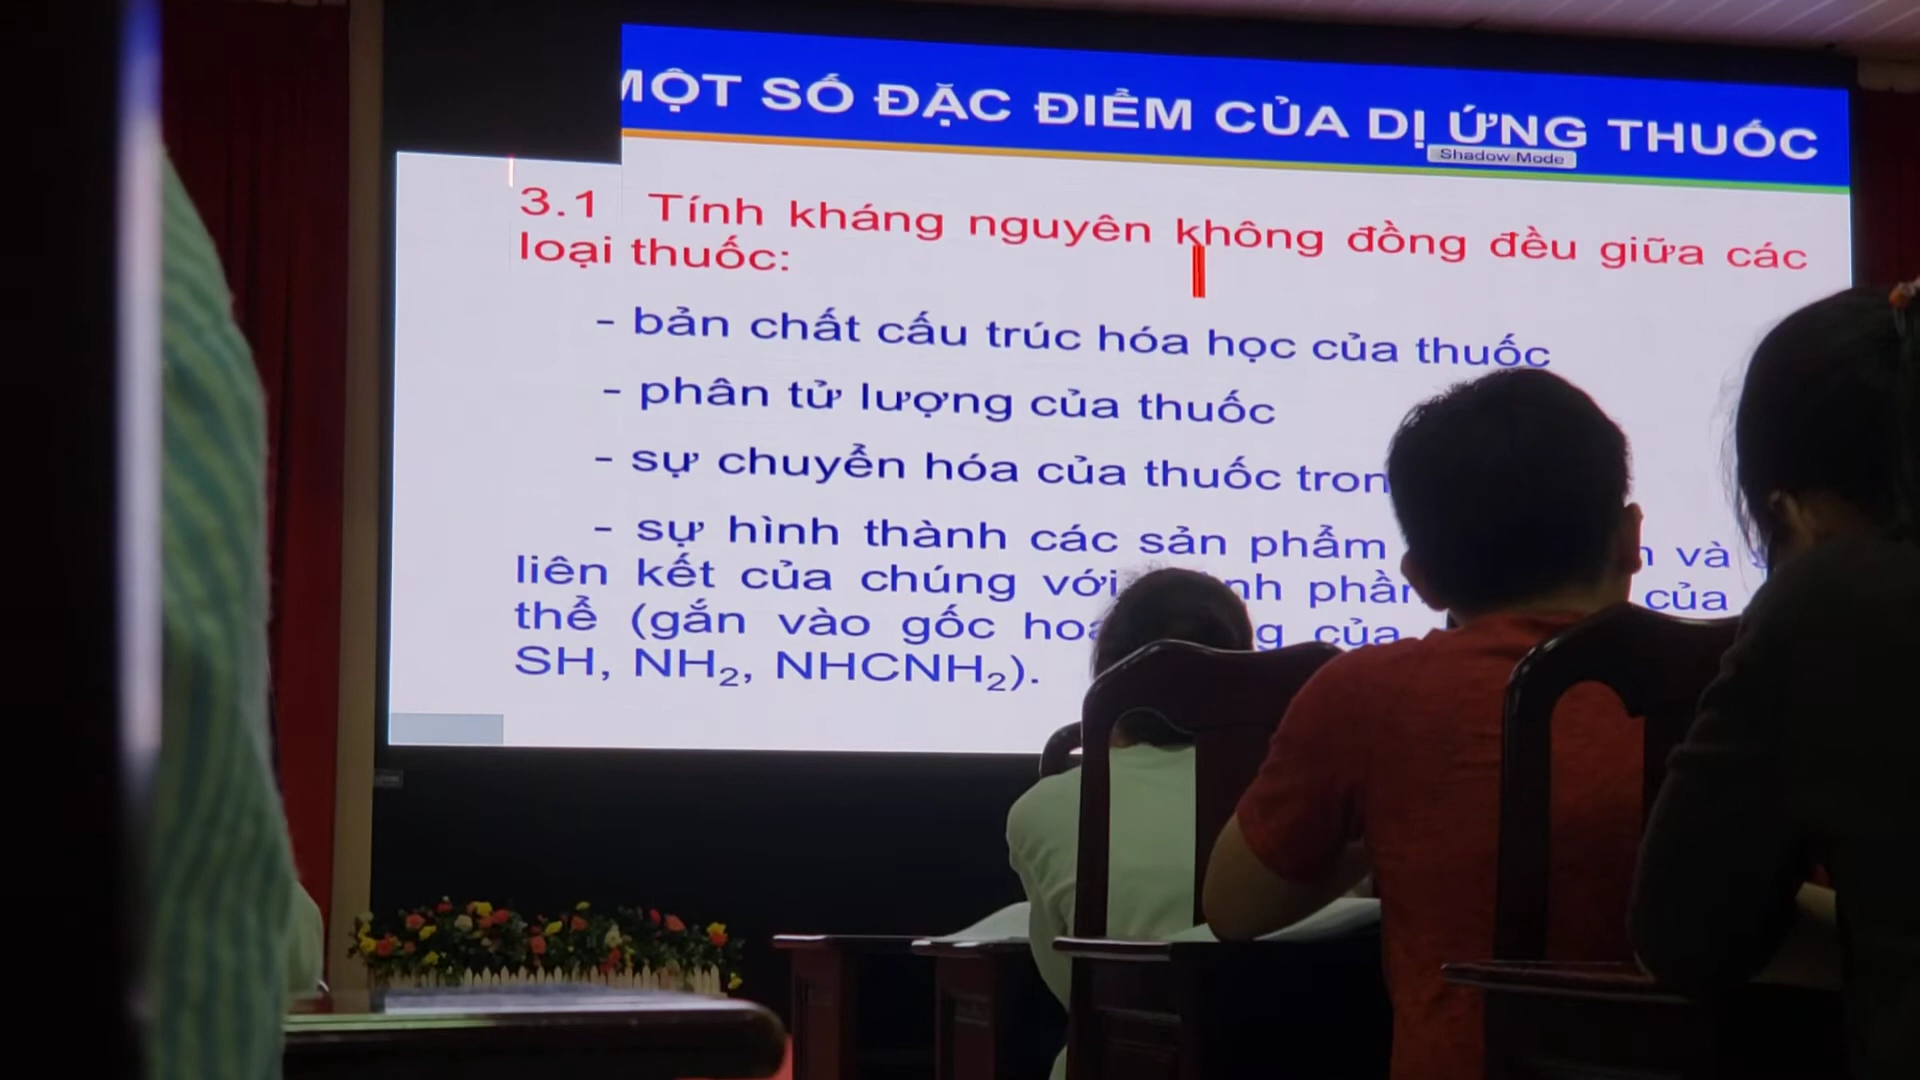 MỘT SỐ ĐẶC ĐIỂM CỦA DỊ ỨNG THUỐC
Shadow Mode
3.1 Tính kháng nguyên không đồng đều giữa các
loại thuốc:
- bản chất cấu trúc hóa học của thuốc
- phân tử lượng của thuốc
- sự chuyển hóa của thuốc
- sự hình thành các sản phẩm và
liên kết của chúng với của
thể (gắn vào gốc của
SH, NH₂, NHCNH₂).